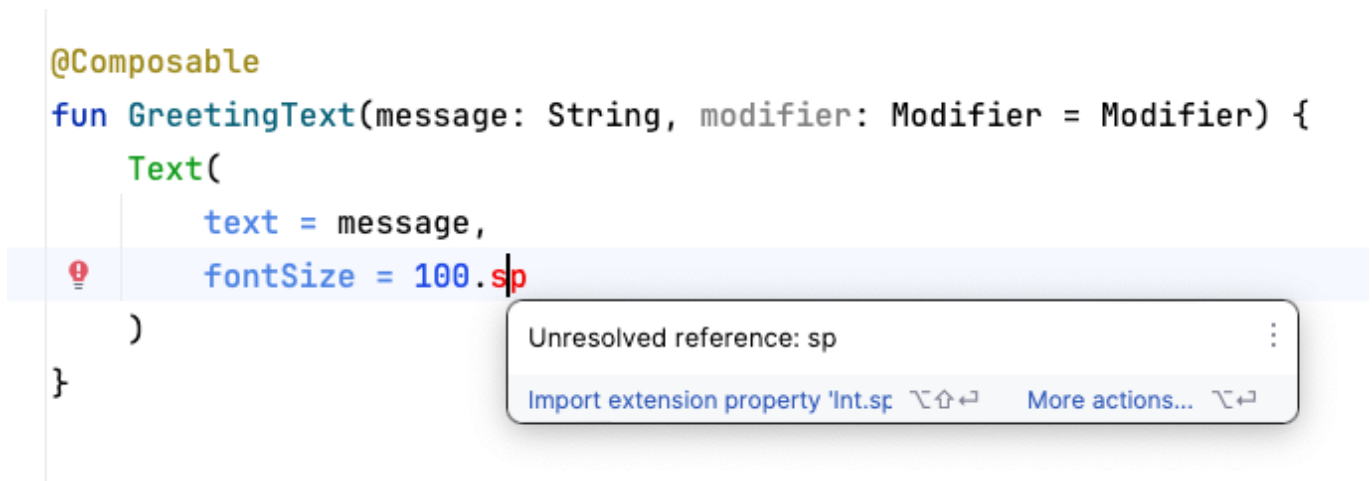 @Composable
fun GreetingText(message: String, modifier: Modifier = Modifier) {
    Text(
        text = message,
        fontSize = 100.sp
    )
}
Unresolved reference: sp
Import extension property 'Int.sp ⌥⇧⏎ More actions... ⌥⏎